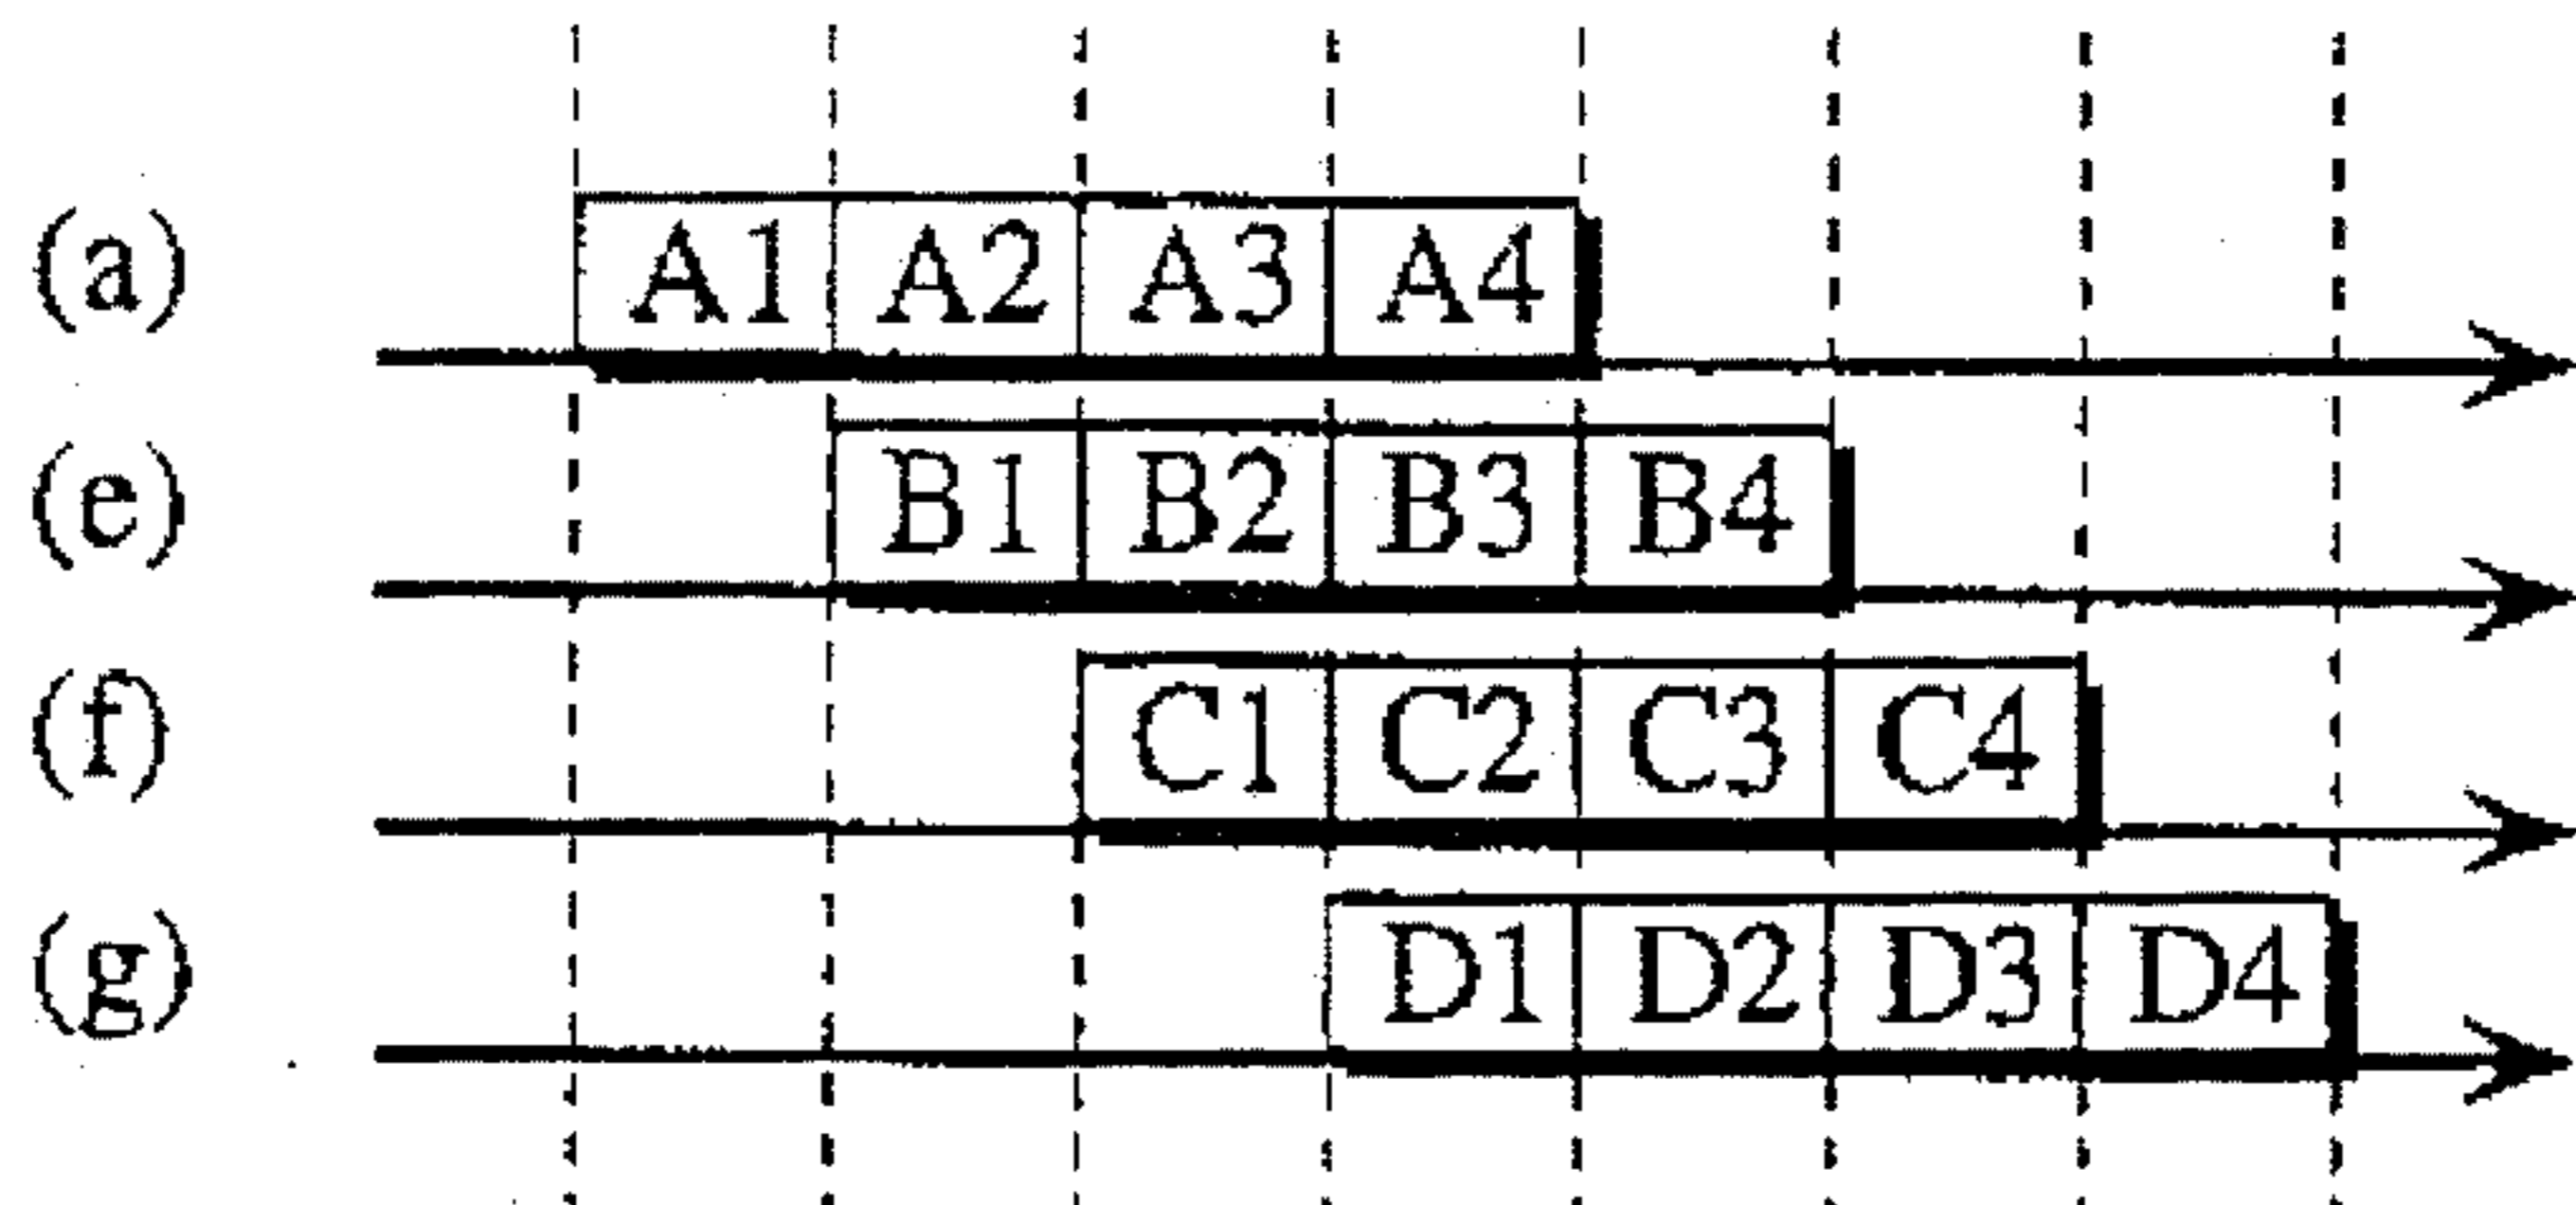 (a) A1 A2 A3 A4
(e) B1 B2 B3 B4
(f) C1 C2 C3 C4
(g) D1 D2 D3 D4